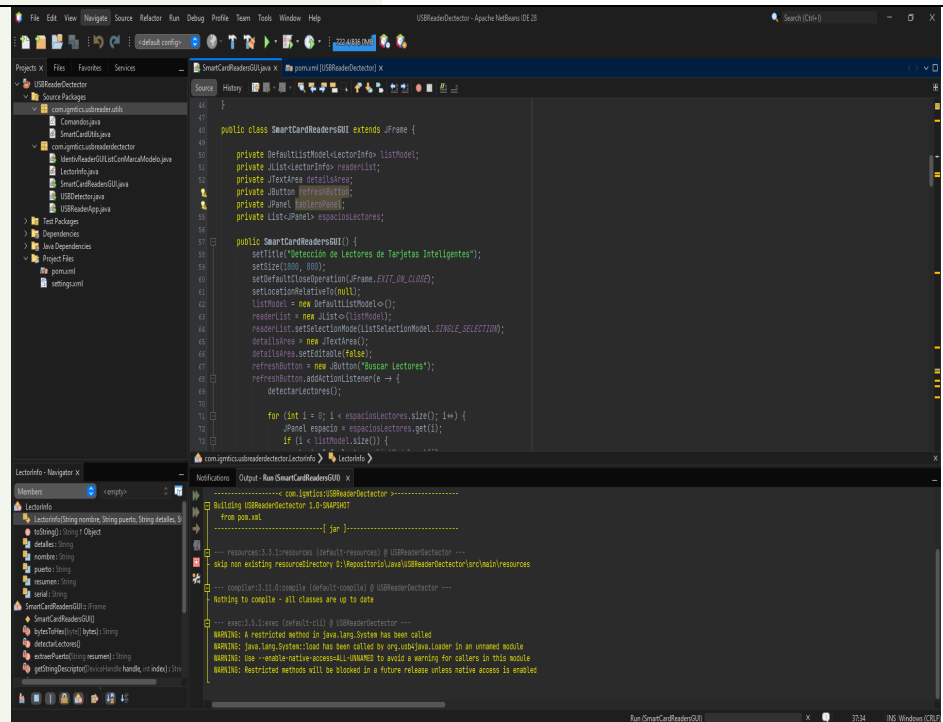 File Edit View Navigate Source Refactor Run Debug Profile Team Tools Window Help
USBReaderDectector - Apache NetBeans IDE 28
Search (Ctrl+I)
<default config>
722.4/836.0MB
Projects x Files Favorites Services
USBReaderDectector
Source Packages
com.igmtics.usbreader.utils
Comandos.java
SmartCardUtils.java
com.igmtics.usbreaderdectector
IdentivReaderGUIListConMarcaModelo.java
LectorInfo.java
SmartCardReadersGUI.java
USBDetector.java
USBReaderApp.java
Test Packages
Dependencies
Java Dependencies
Project Files
pom.xml
settings.xml
SmartCardReadersGUI.java x pom.xml [USBReaderDectector] x
Source History
46 }
47
48 public class SmartCardReadersGUI extends JFrame {
49
50 private DefaultListModel<LectorInfo> listModel;
51 private JList<LectorInfo> readerList;
52 private JTextArea detailsArea;
private JButton refreshButton;
private JPanel tableroPanel;
55 private List<JPanel> espaciosLectores;
56
57 public SmartCardReadersGUI() {
58 setTitle("Detección de Lectores de Tarjetas Inteligentes");
59 setSize(1000, 800);
60 setDefaultCloseOperation(JFrame.EXIT_ON_CLOSE);
61 setLocationRelativeTo(null);
62 listModel = new DefaultListModel<>();
63 readerList = new JList<>(listModel);
64 readerList.setSelectionMode(ListSelectionModel.SINGLE_SELECTION);
65 detailsArea = new JTextArea();
66 detailsArea.setEditable(false);
67 refreshButton = new JButton("Buscar Lectores");
68 refreshButton.addActionListener(e -> {
69 detectarLectores();
70
71 for (int i = 0; i < espaciosLectores.size(); i++) {
72 JPanel espacio = espaciosLectores.get(i);
73 if (i < listModel.size()) {
com.igmtics.usbreaderdectector.LectorInfo > LectorInfo >
LectorInfo - Navigator x
Members <empty>
LectorInfo
LectorInfo(String nombre, String puerto, String detalles, S
toString() : String ↑ Object
detalles : String
nombre : String
puerto : String
resumen : String
serial : String
SmartCardReadersGUI :: JFrame
SmartCardReadersGUI()
bytesToHex(byte[] bytes) : String
detectarLectores()
extraerPuerto(String resumen) : String
getStringDescriptor(DeviceHandle handle, int index) : Stri
Notifications Output - Run (SmartCardReadersGUI) x
-------------------< com.igmtics:USBReaderDectector >-------------------
Building USBReaderDectector 1.0-SNAPSHOT
from pom.xml
--------------------------------[ jar ]---------------------------------
--- resources:3.3.1:resources (default-resources) @ USBReaderDectector ---
skip non existing resourceDirectory D:\Repositorio\Java\USBReaderDectector\src\main\resources
--- compiler:3.11.0:compile (default-compile) @ USBReaderDectector ---
Nothing to compile - all classes are up to date
--- exec:3.5.1:exec (default-cli) @ USBReaderDectector ---
WARNING: A restricted method in java.lang.System has been called
WARNING: java.lang.System::load has been called by org.usb4java.Loader in an unnamed module
WARNING: Use --enable-native-access=ALL-UNNAMED to avoid a warning for callers in this module
WARNING: Restricted methods will be blocked in a future release unless native access is enabled
Run (SmartCardReadersGUI)
37:34 INS Windows (CRLF)